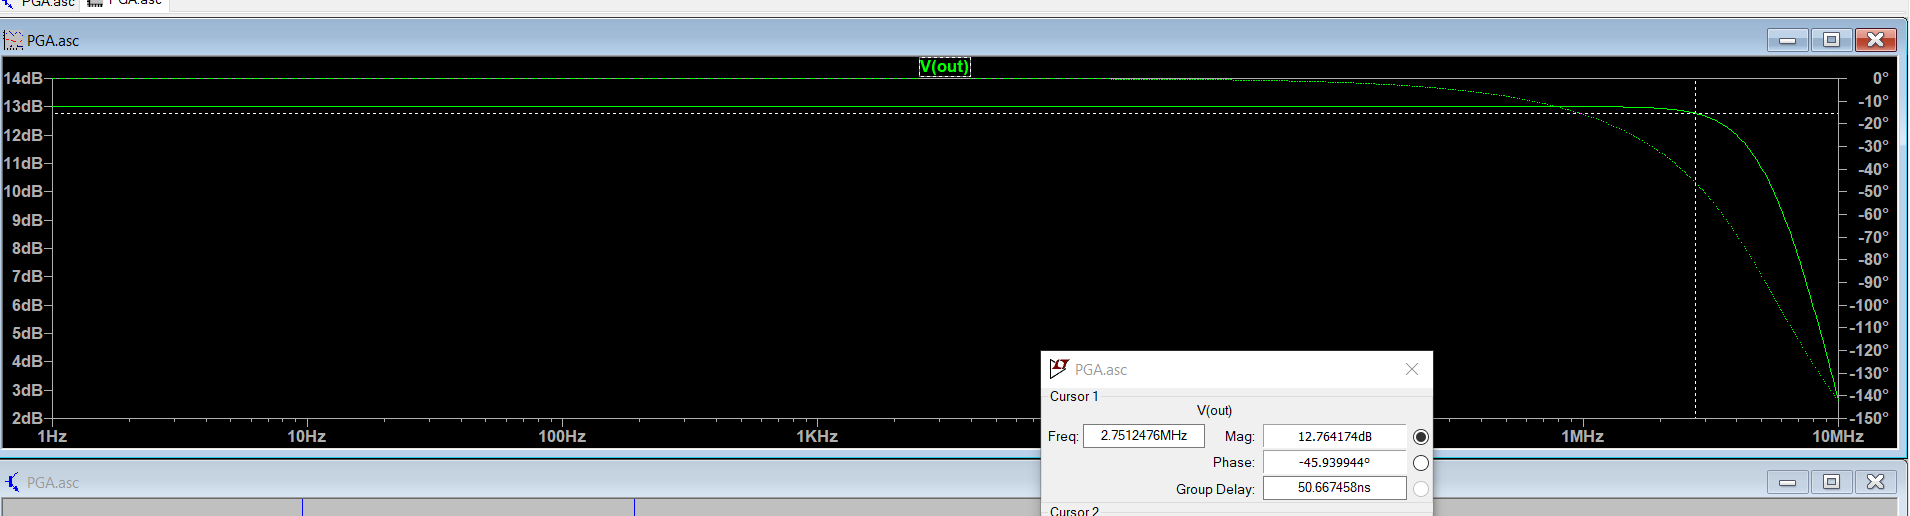 PGA.asc PGA.asc
PGA.asc
V(out)
14dB 0°
13dB -10°
12dB -20°
11dB -30°
10dB -40°
9dB -50°
8dB -60°
7dB -70°
6dB -80°
5dB -90°
4dB -100°
3dB -110°
2dB -120°
-130°
-140°
-150°
1Hz 10Hz 100Hz 1KHz 1MHz 10MHz
PGA.asc
Cursor 1
V(out)
Freq: 2.7512476MHz Mag: 12.764174dB
Phase: -45.939944°
Group Delay: 50.667458ns
Cursor 2
PGA.asc